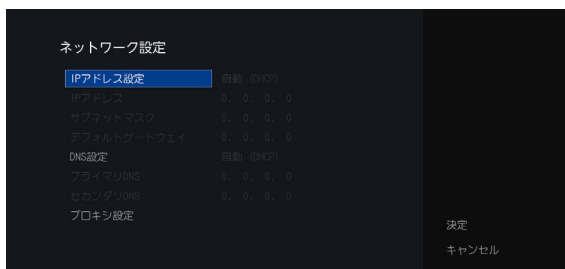 ネットワーク設定
IPアドレス設定 自動 (DHCP)
IPアドレス 0. 0. 0. 0
サブネットマスク 0. 0. 0. 0
デフォルトゲートウェイ 0. 0. 0. 0
DNS設定 自動 (DHCP)
プライマリDNS 0. 0. 0. 0
セカンダリDNS 0. 0. 0. 0
プロキシ設定
決定
キャンセル